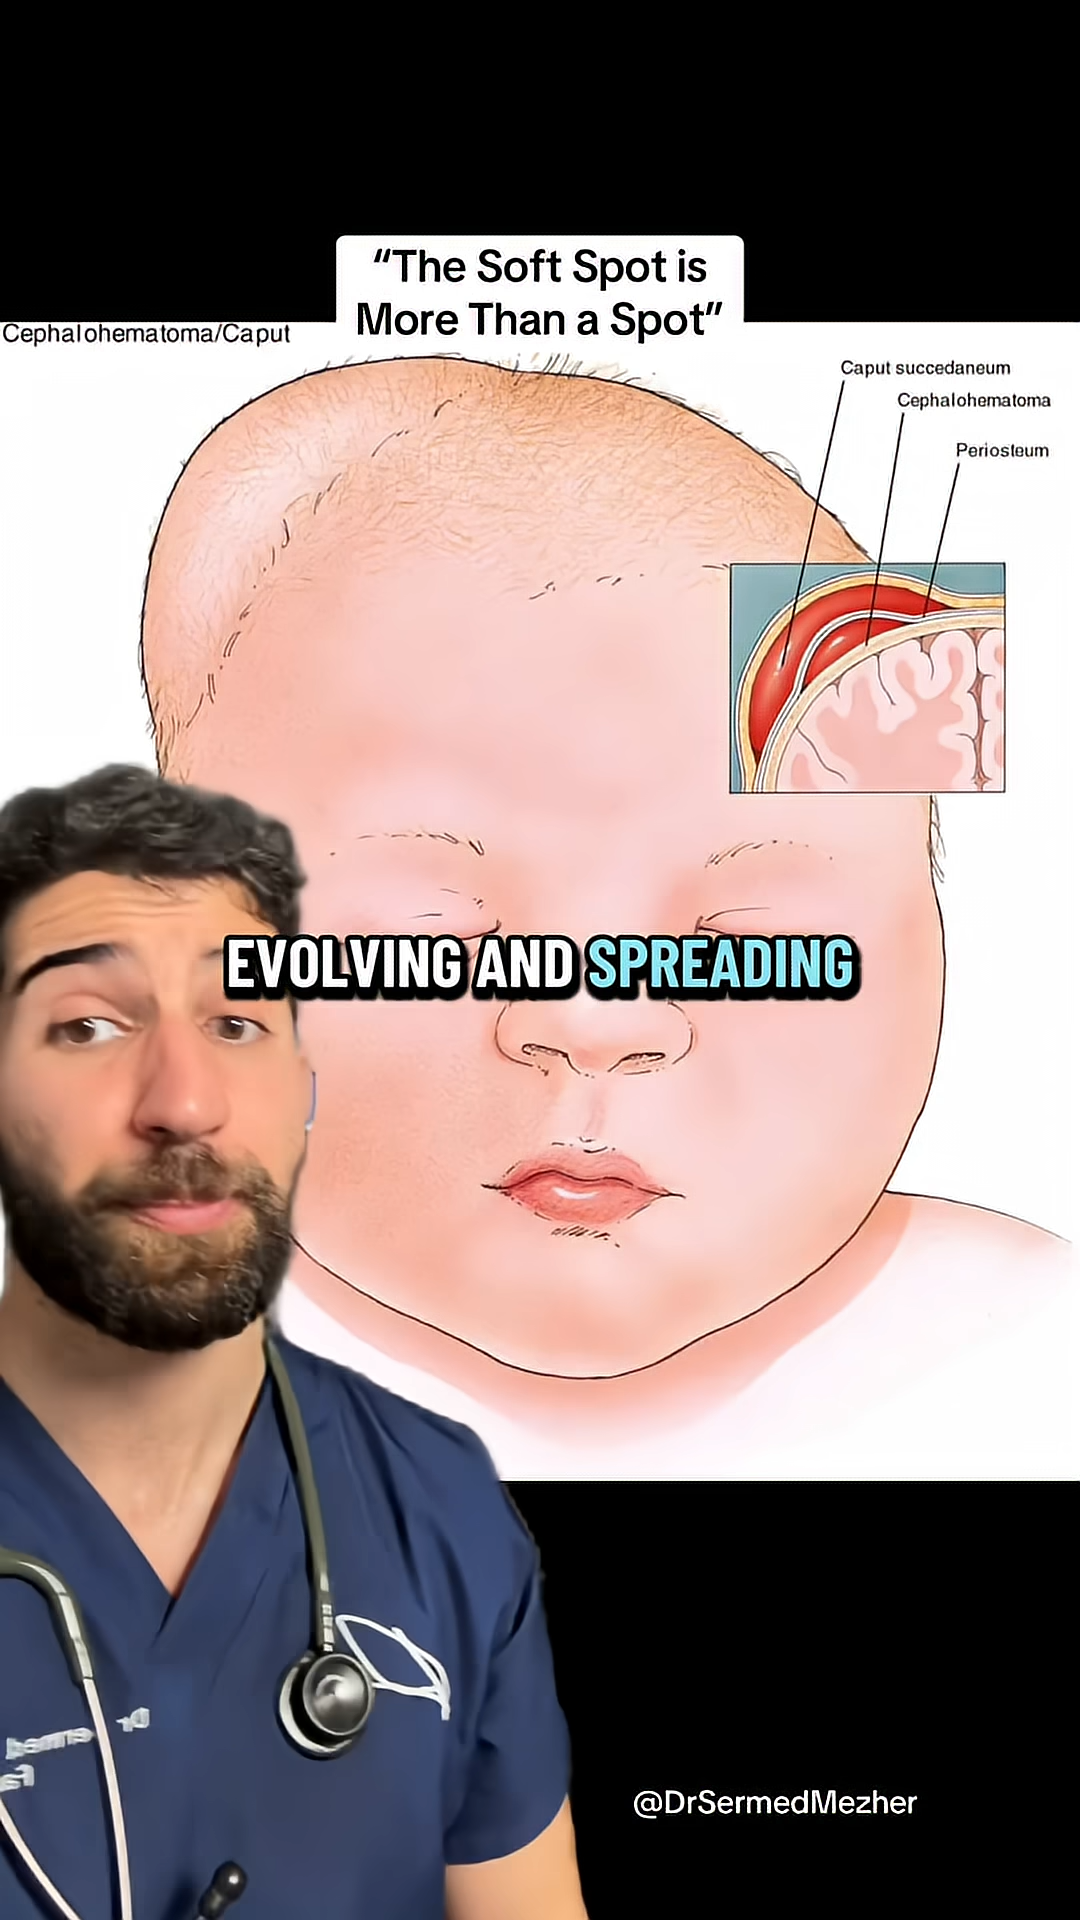 “The Soft Spot is
More Than a Spot”
Cephalohematoma/Caput
Caput succedaneum
Cephalohematoma
Periosteum
EVOLVING AND SPREADING
@DrSermedMezher